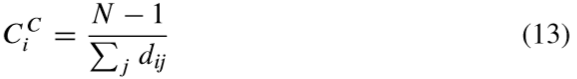 $C_i^C = \frac{N - 1}{\sum_j d_{ij}}$ (13)